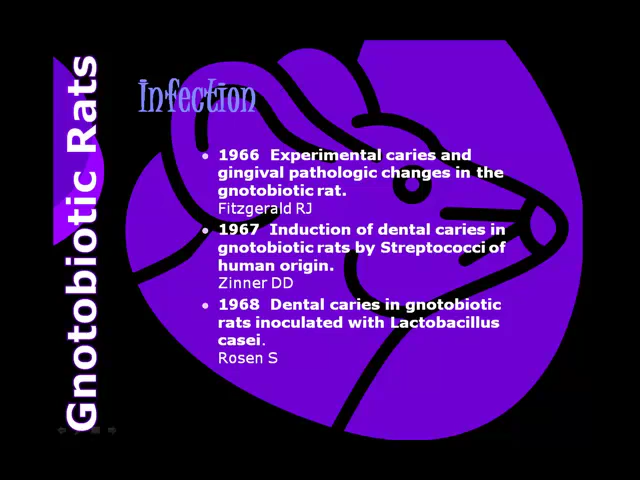 Gnotobiotic Rats
Infection
1966 Experimental caries and
gingival pathologic changes in the
gnotobiotic rat.
Fitzgerald RJ
1967 Induction of dental caries in
gnotobiotic rats by Streptococci of
human origin.
Zinner DD
1968 Dental caries in gnotobiotic
rats inoculated with Lactobacillus
casei.
Rosen S